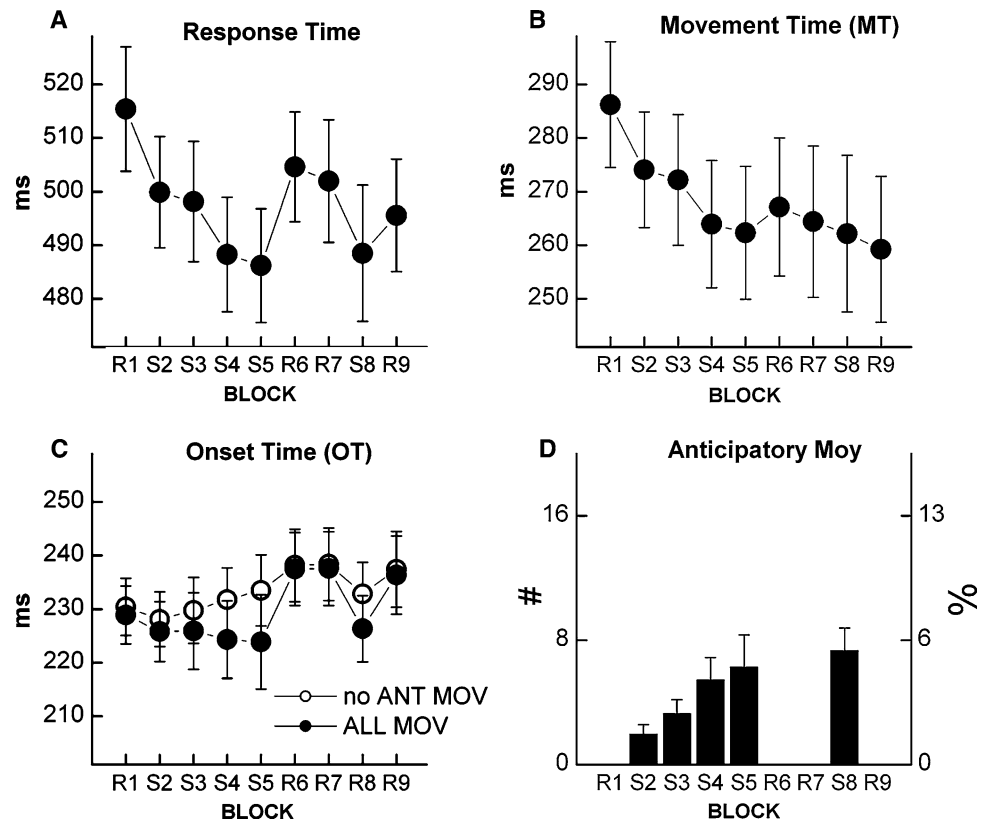 A
Response Time
520
510
500
490
480
ms
R1 S2 S3 S4 S5 R6 R7 S8 R9
BLOCK
B
Movement Time (MT)
290
280
270
260
250
ms
R1 S2 S3 S4 S5 R6 R7 S8 R9
BLOCK
C
Onset Time (OT)
250
240
230
220
210
ms
no ANT MOV
ALL MOV
R1 S2 S3 S4 S5 R6 R7 S8 R9
BLOCK
D
Anticipatory Moy
16
8
0
#
13
6
0
%
R1 S2 S3 S4 S5 R6 R7 S8 R9
BLOCK